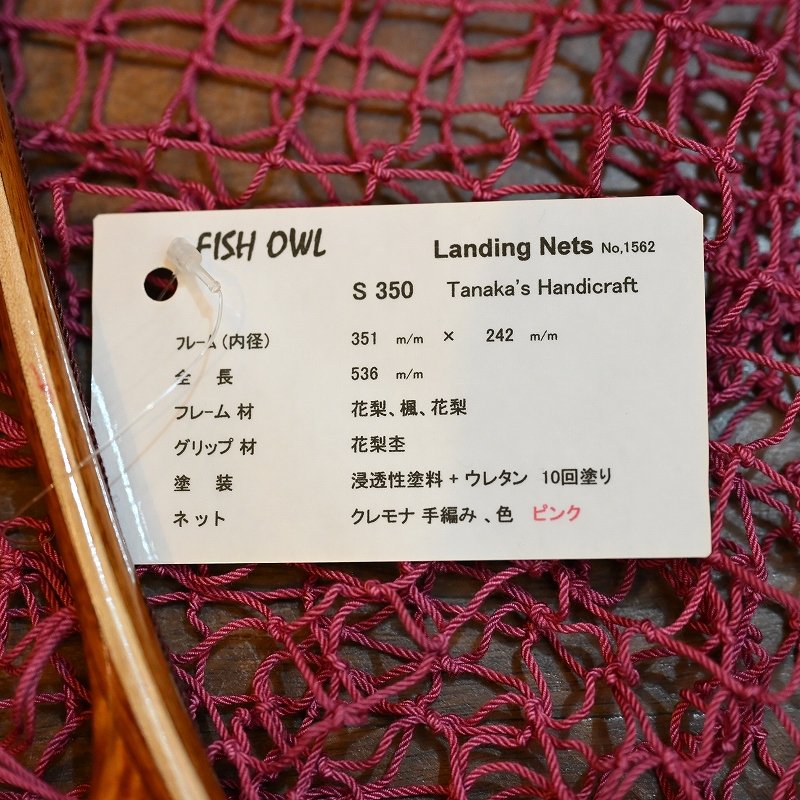 FISH OWL Landing Nets No,1562
S 350 Tanaka's Handicraft
フレーム(内径) 351 m/m × 242 m/m
全 長 536 m/m
フレーム 材 花梨、楓、花梨
グリップ 材 花梨杢
塗 装 浸透性塗料 + ウレタン 10回塗り
ネット クレモナ 手編み 、色 ピンク